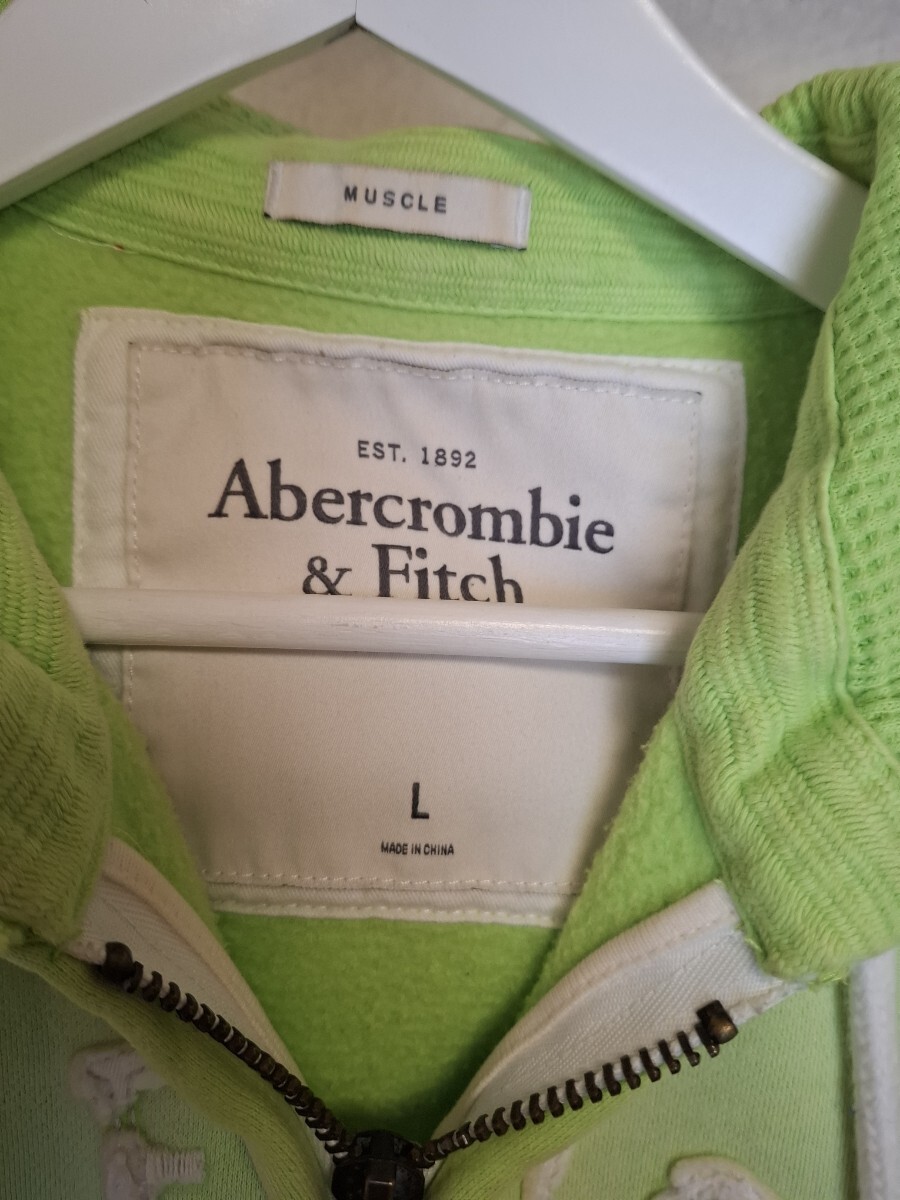 MUSCLE
EST. 1892
Abercrombie
& Fitch
L
MADE IN CHINA